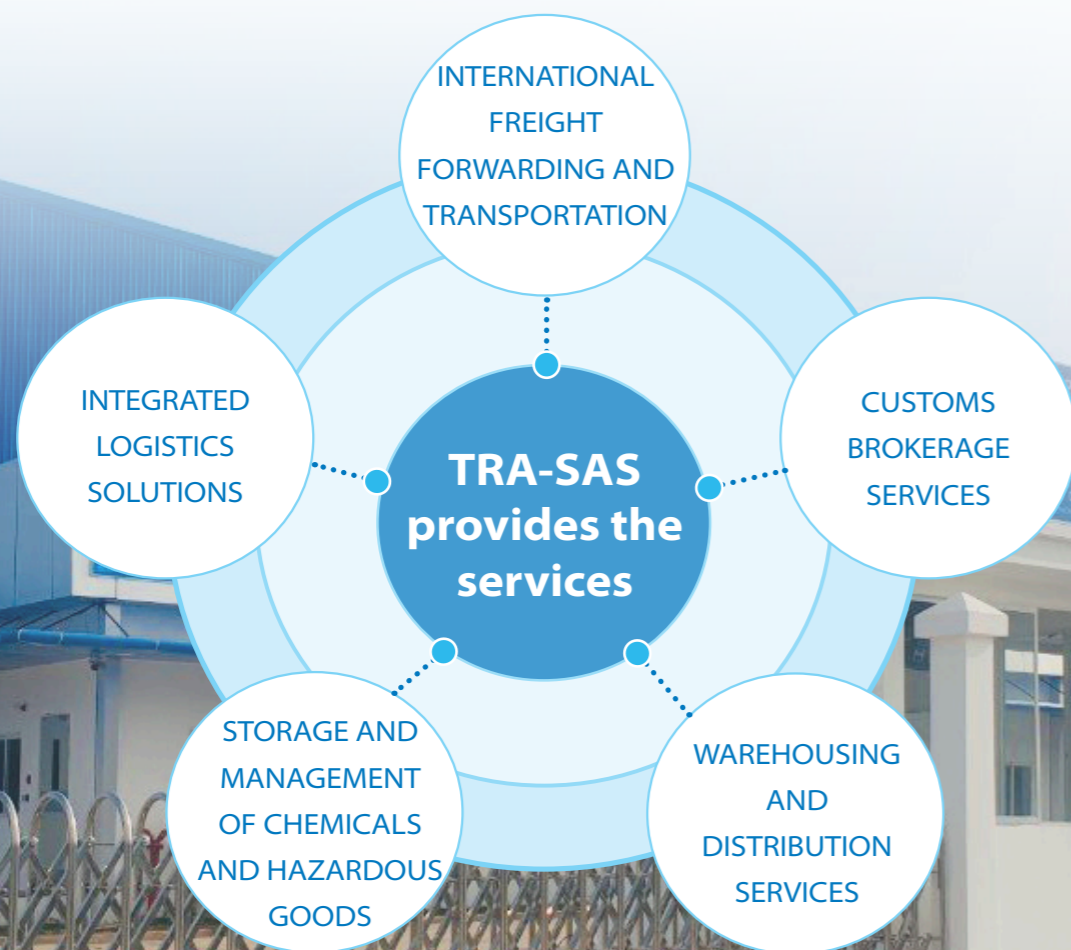 INTERNATIONAL
FREIGHT
FORWARDING AND
TRANSPORTATION
INTEGRATED
LOGISTICS
SOLUTIONS
TRA-SAS
provides the
services
CUSTOMS
BROKERAGE
SERVICES
STORAGE AND
MANAGEMENT
OF CHEMICALS
AND HAZARDOUS
GOODS
WAREHOUSING
AND
DISTRIBUTION
SERVICES